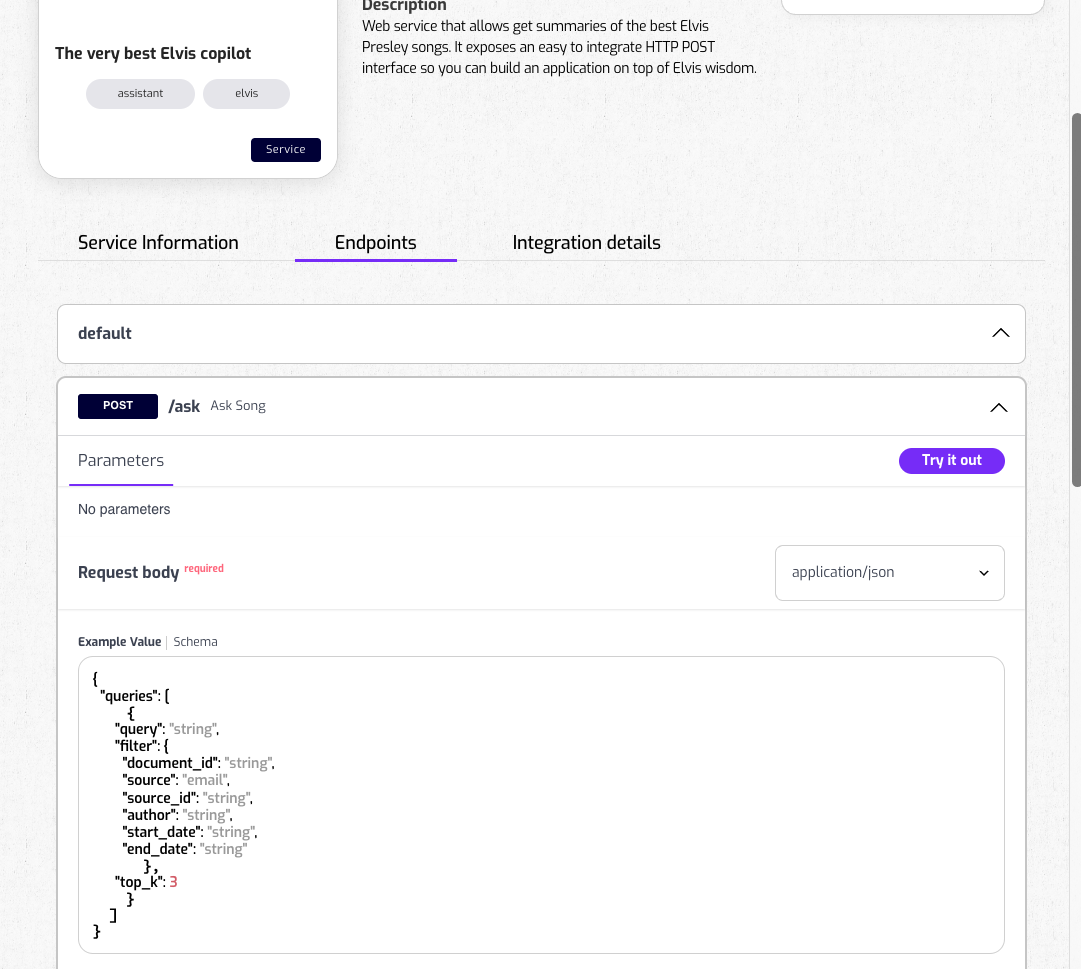 Description
Web service that allows get summaries of the best Elvis
Presley songs. It exposes an easy to integrate HTTP POST
interface so you can build an application on top of Elvis wisdom.
The very best Elvis copilot
assistant elvis
Service
Service Information Endpoints Integration details
default
POST /ask Ask Song
Parameters Try it out
No parameters
Request body required application/json
Example Value | Schema
{
"queries": [
{
"query": "string",
"filter": {
"document_id": "string",
"source": "email",
"source_id": "string",
"author": "string",
"start_date": "string",
"end_date": "string"
},
"top_k": 3
}
]
}